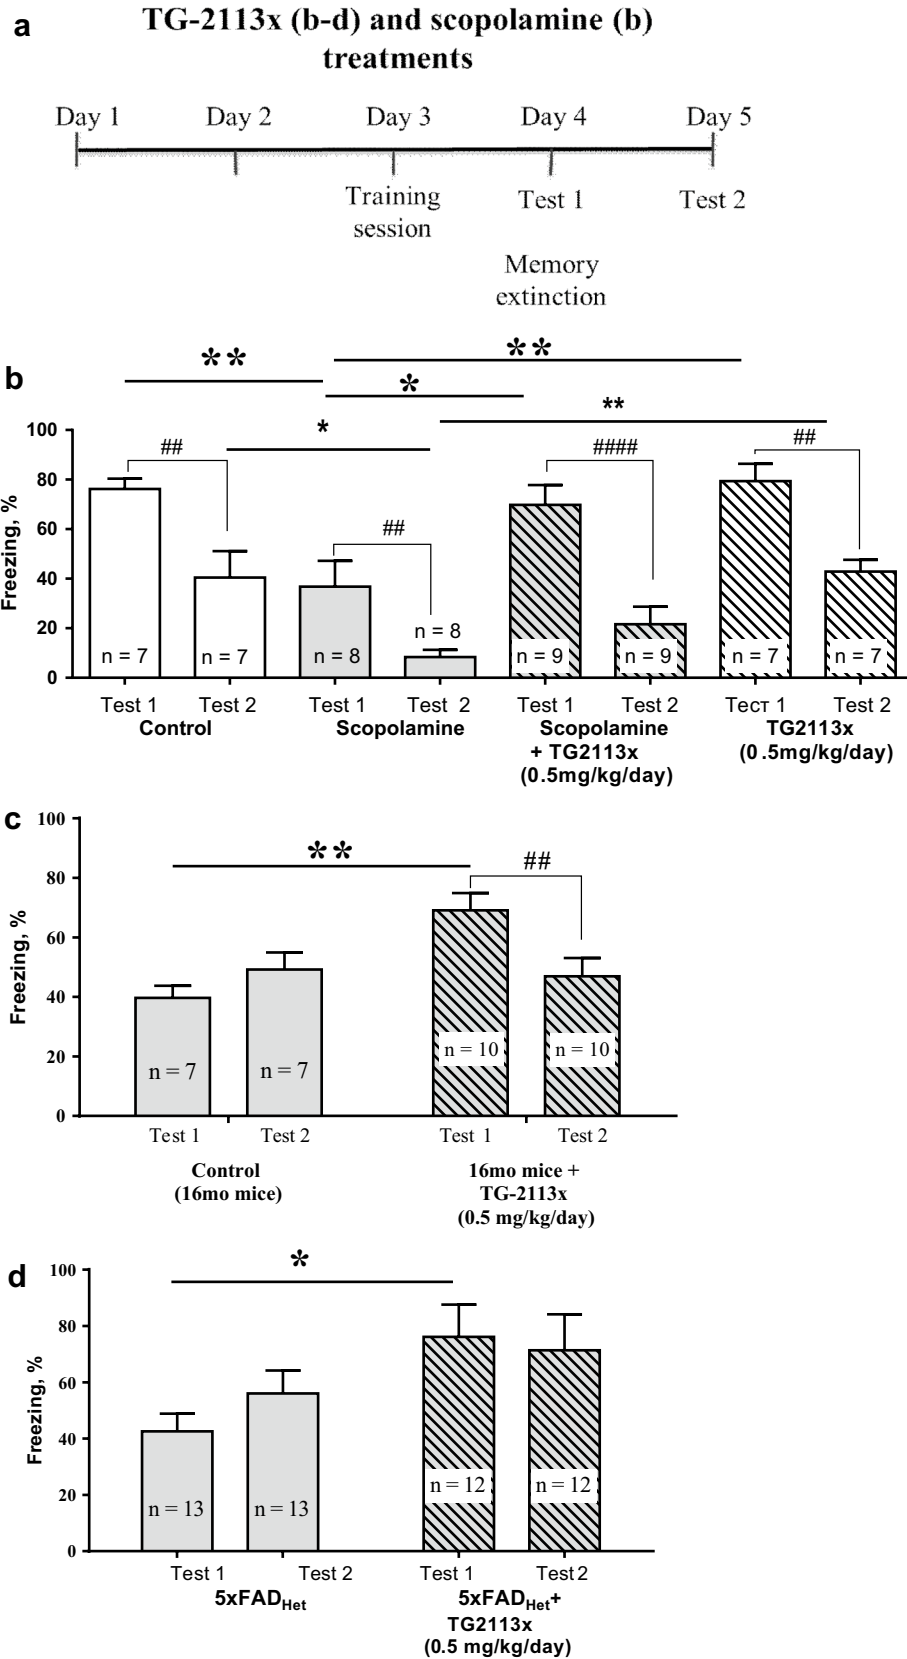 a
TG-2113x (b-d) and scopolamine (b)
treatments
Day 1 Day 2 Day 3 Day 4 Day 5
Training
session
Test 1
Test 2
Memory
extinction
b
** ** * **
* ## ## #### ##
Freezing, %
100
80
60
40
20
0
n = 7 n = 7 n = 8 n = 8 n = 9 n = 9 n = 7 n = 7
Test 1 Test 2 Test 1 Test 2 Test 1 Test 2 Тест 1 Test 2
Control
Scopolamine
Scopolamine
+ TG2113x
(0.5mg/kg/day)
TG2113x
(0.5mg/kg/day)
c
** ##
Freezing, %
100
80
60
40
20
0
n = 7 n = 7 n = 10 n = 10
Test 1 Test 2 Test 1 Test 2
Control
(16mo mice)
16mo mice +
TG-2113x
(0.5 mg/kg/day)
d
*
Freezing, %
100
80
60
40
20
0
n = 13 n = 13 n = 12 n = 12
Test 1 Test 2 Test 1 Test 2
5xFADHet
5xFADHet+
TG2113x
(0.5 mg/kg/day)